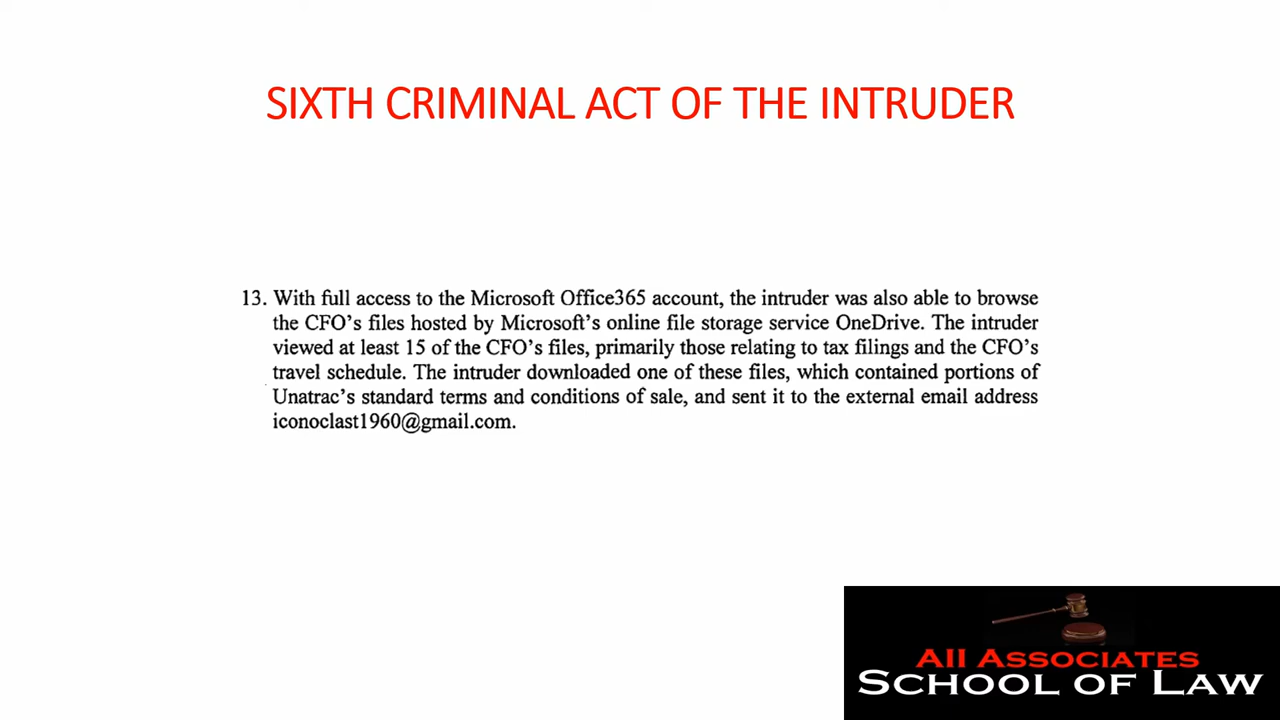 SIXTH CRIMINAL ACT OF THE INTRUDER
13. With full access to the Microsoft Office365 account, the intruder was also able to browse
the CFO's files hosted by Microsoft's online file storage service OneDrive. The intruder
viewed at least 15 of the CFO's files, primarily those relating to tax filings and the CFO's
travel schedule. The intruder downloaded one of these files, which contained portions of
Unatrac's standard terms and conditions of sale, and sent it to the external email address
iconoclast1960@gmail.com.
All Associates
School of Law